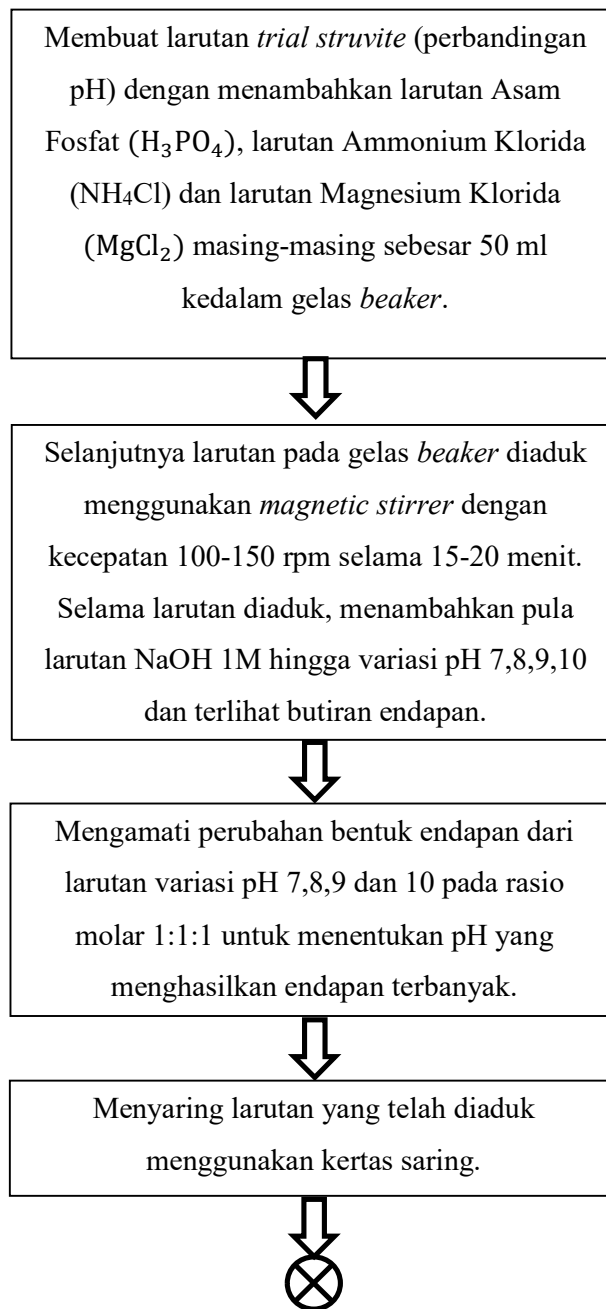 Membuat larutan trial struvite (perbandingan
pH) dengan menambahkan larutan Asam
Fosfat (H₃PO₄), larutan Ammonium Klorida
(NH₄Cl) dan larutan Magnesium Klorida
(MgCl₂) masing-masing sebesar 50 ml
kedalam gelas beaker.
Selanjutnya larutan pada gelas beaker diaduk
menggunakan magnetic stirrer dengan
kecepatan 100-150 rpm selama 15-20 menit.
Selama larutan diaduk, menambahkan pula
larutan NaOH 1M hingga variasi pH 7,8,9,10
dan terlihat butiran endapan.
Mengamati perubahan bentuk endapan dari
larutan variasi pH 7,8,9 dan 10 pada rasio
molar 1:1:1 untuk menentukan pH yang
menghasilkan endapan terbanyak.
Menyaring larutan yang telah diaduk
menggunakan kertas saring.